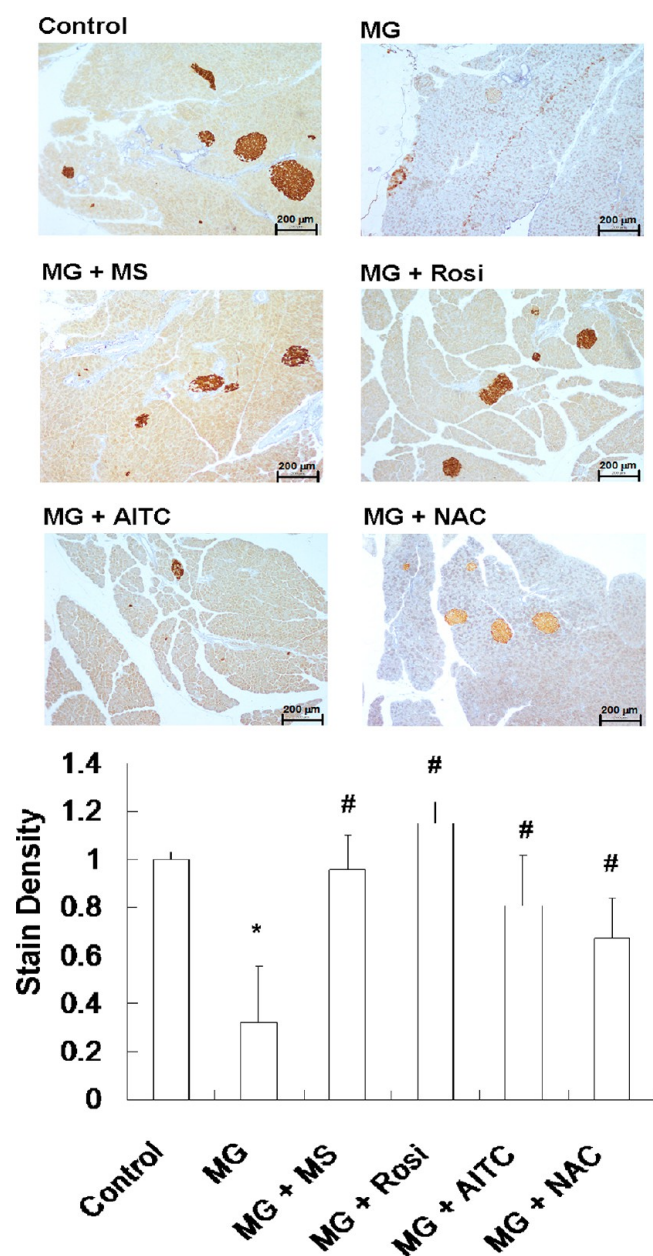 Control
MG
200 µm
200 µm
MG + MS
MG + Rosi
200 µm
200 µm
MG + AITC
MG + NAC
200 µm
200 µm
1.4
1.2
1
0.8
0.6
0.4
0.2
0
Stain Density
*
#
#
#
#
Control
MG
MG + MS
MG + Rosi
MG + AITC
MG + NAC